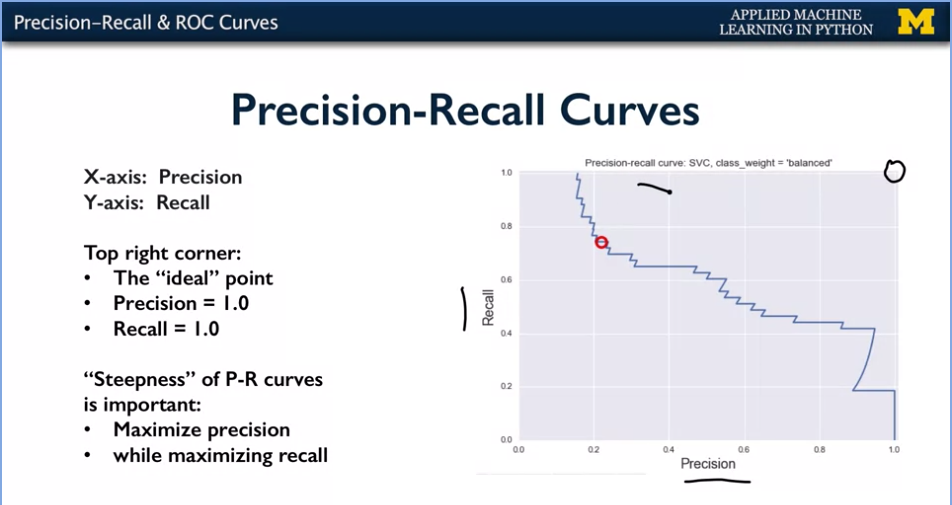 Precision–Recall & ROC Curves
APPLIED MACHINE
LEARNING IN PYTHON
M
Precision-Recall Curves
X-axis: Precision
Y-axis: Recall
Top right corner:
• The “ideal” point
• Precision = 1.0
• Recall = 1.0
“Steepness” of P-R curves
is important:
• Maximize precision
• while maximizing recall
Precision-recall curve: SVC, class_weight = 'balanced'
1.0
0.8
0.6
0.4
0.2
0.0
Recall
0.0 0.2 0.4 0.6 0.8 1.0
Precision